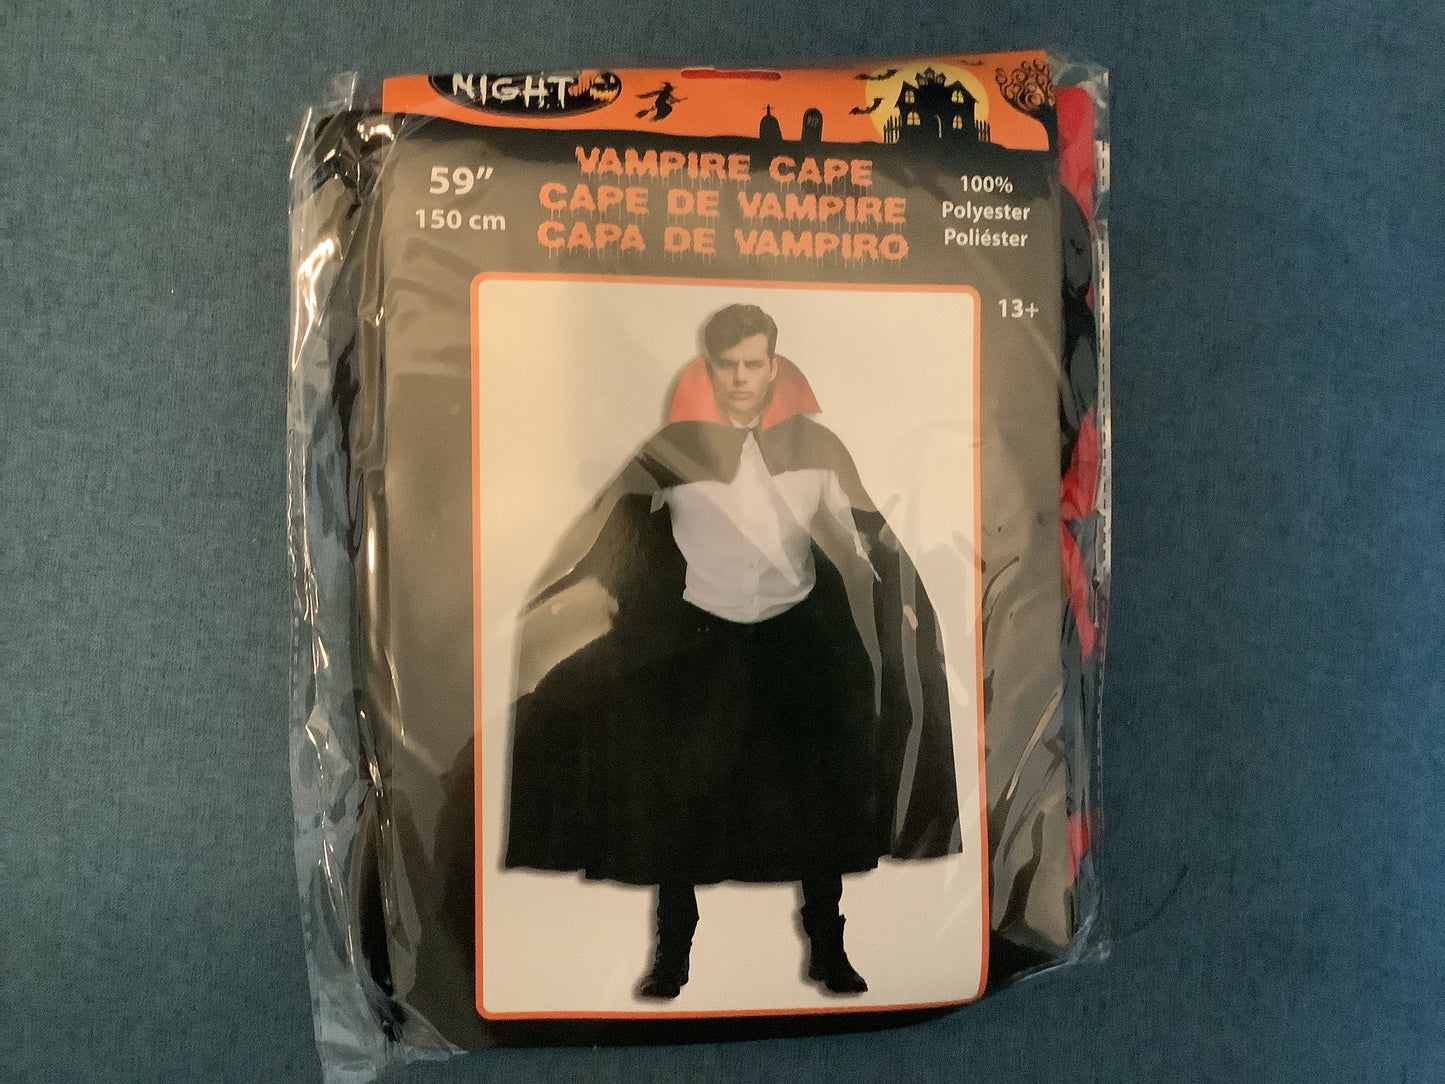 NIGHT
VAMPIRE CAPE
CAPE DE VAMPIRE
CAPA DE VAMPIRO
59”
150 cm
100%
Polyester
Poliéster
13+